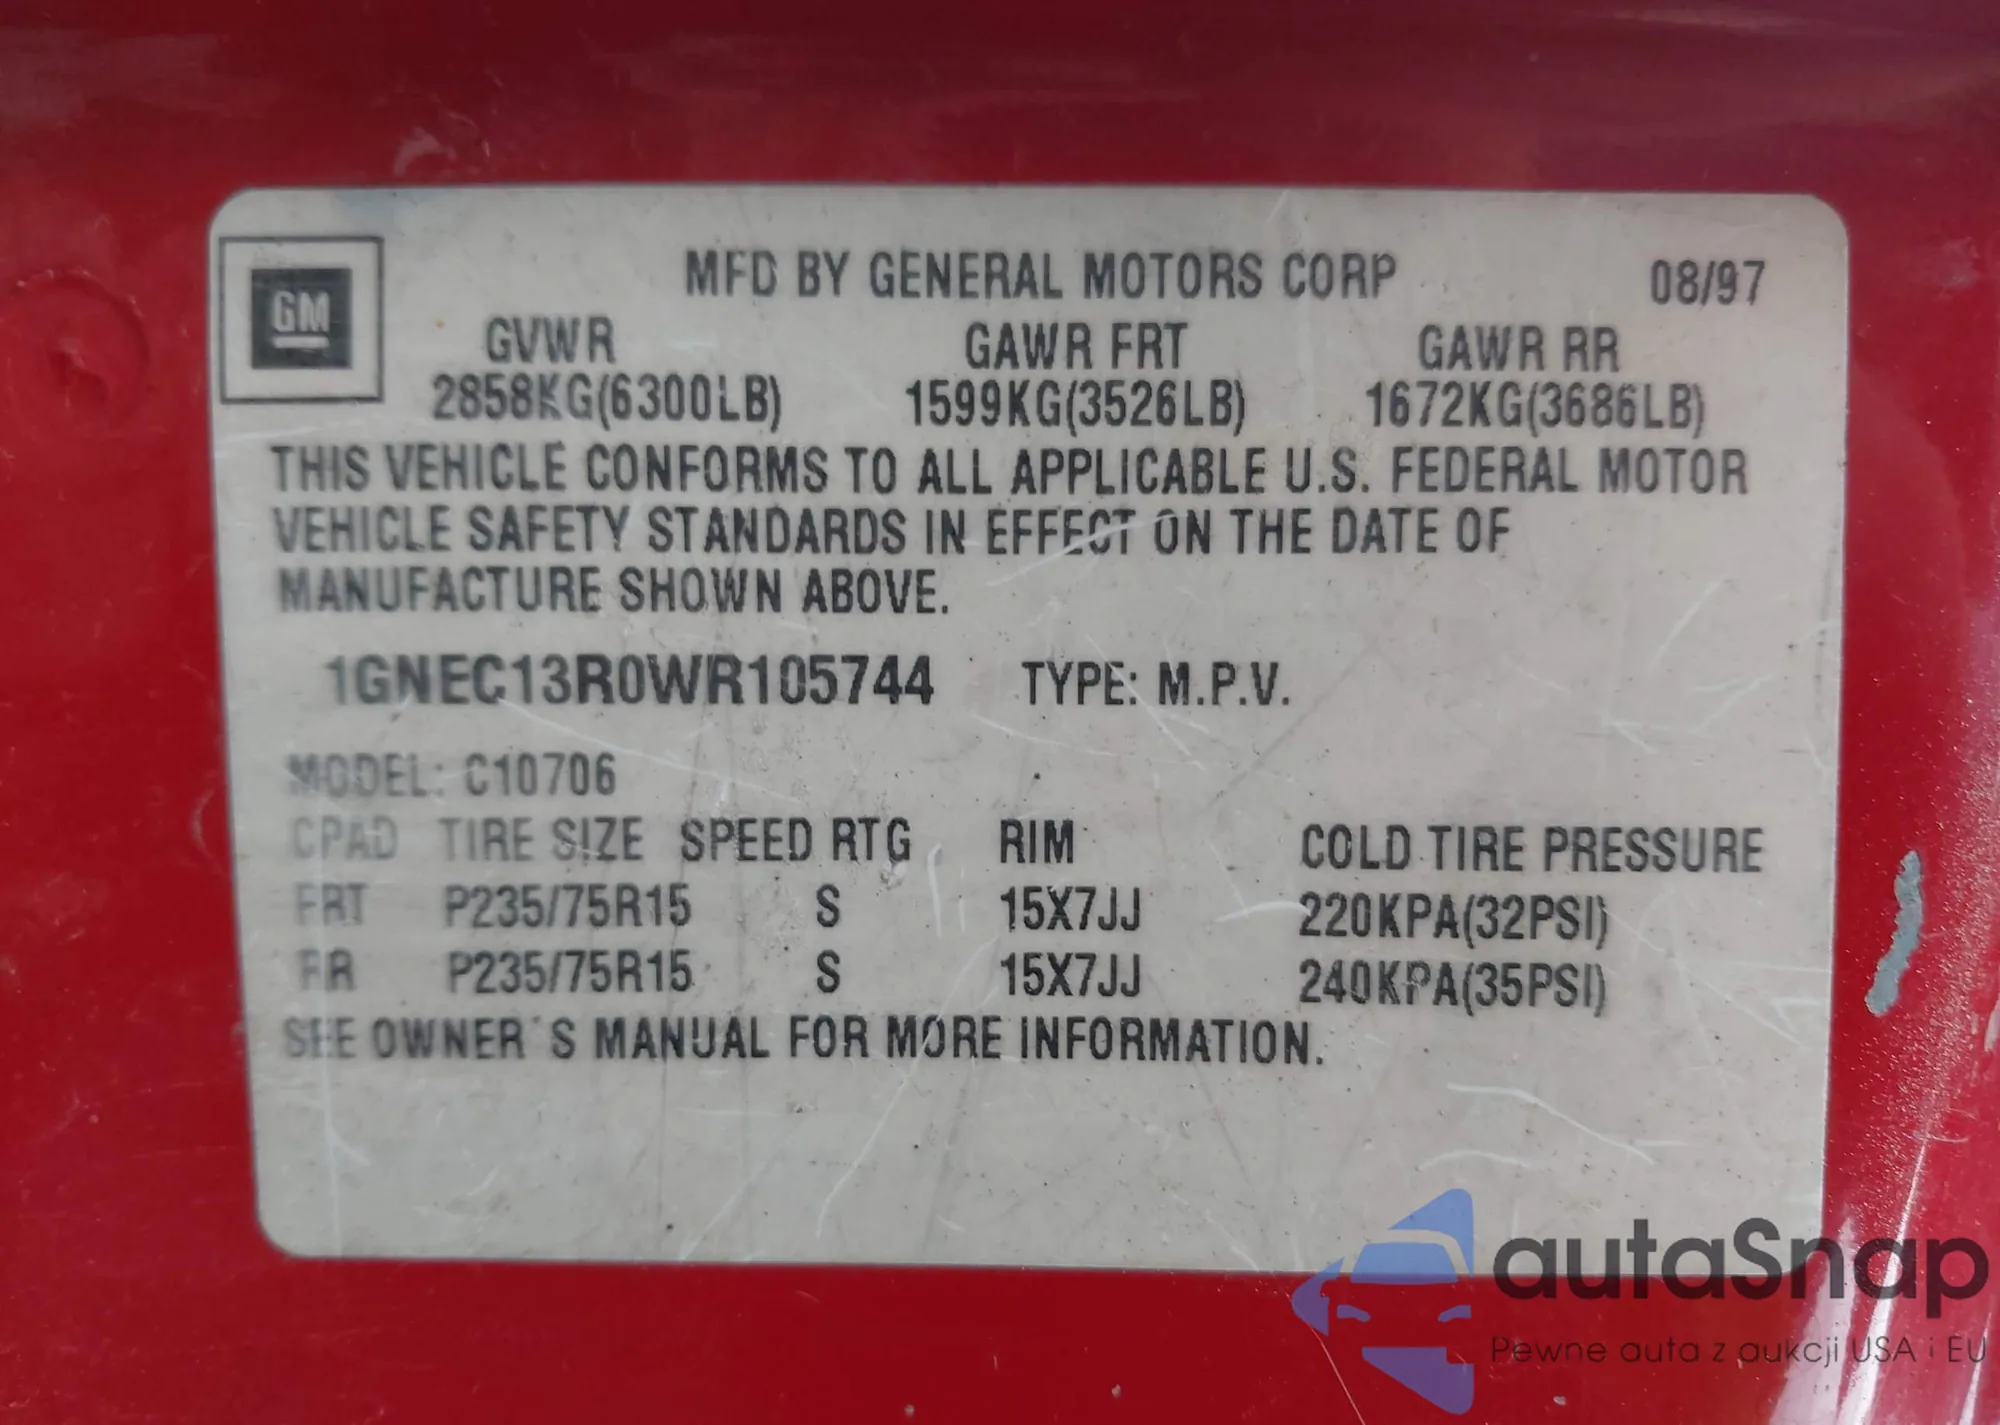 GM
MFD BY GENERAL MOTORS CORP 08/97
GVWR GAWR FRT GAWR RR
2858KG(6300LB) 1599KG(3526LB) 1672KG(3686LB)
THIS VEHICLE CONFORMS TO ALL APPLICABLE U.S. FEDERAL MOTOR
VEHICLE SAFETY STANDARDS IN EFFECT ON THE DATE OF
MANUFACTURE SHOWN ABOVE.
1GNEC13R0WR105744 TYPE: M.P.V.
MODEL: C10706
CPAD TIRE SIZE SPEED RTG RIM COLD TIRE PRESSURE
FRT P235/75R15 S 15X7JJ 220KPA(32PSI)
RR P235/75R15 S 15X7JJ 240KPA(35PSI)
SEE OWNER'S MANUAL FOR MORE INFORMATION.
autaSnap
Pewne auta z aukcji USA i EU